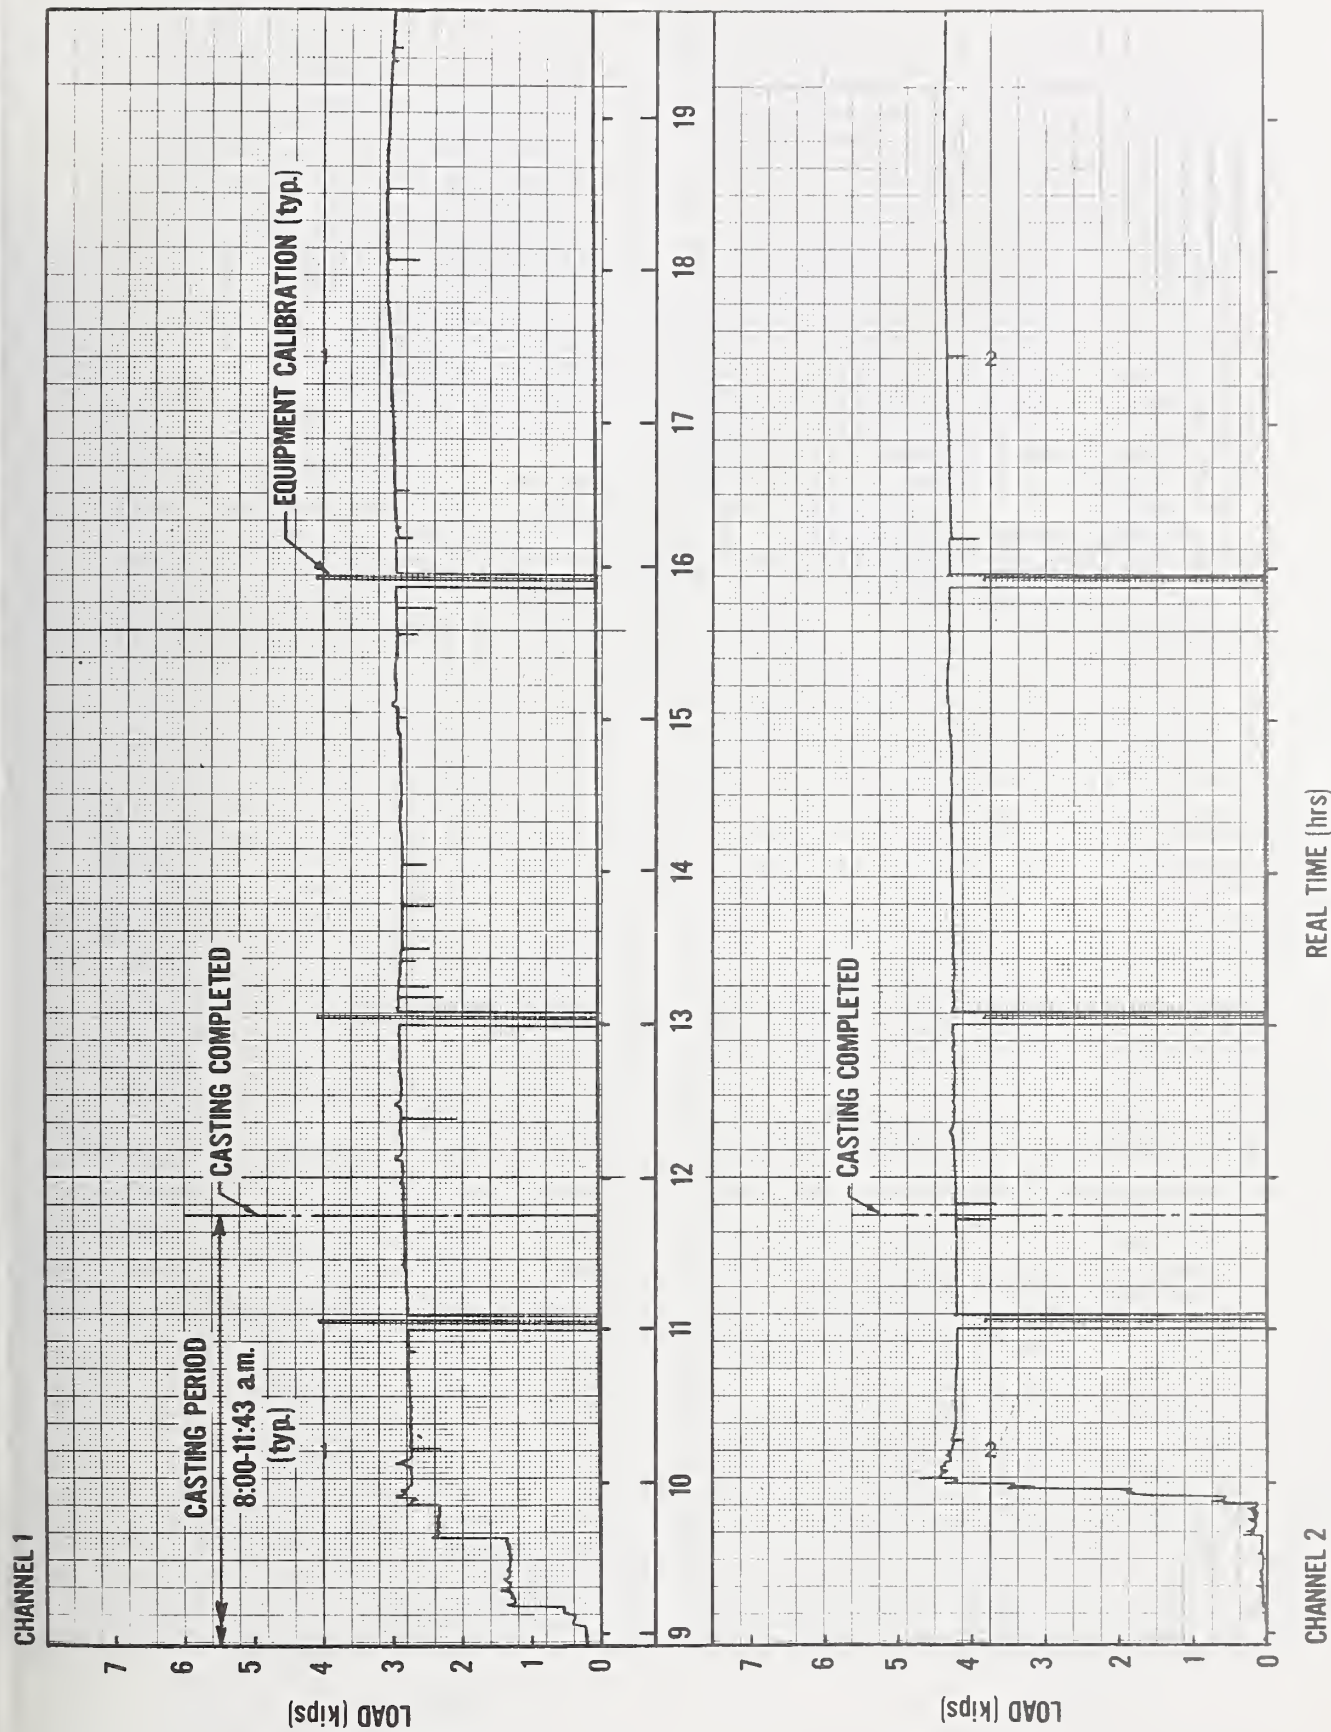 CHANNEL 1
LOAD (kips)
7
6
5
4
3
2
1
0
CASTING PERIOD
8:00-11:43 a.m.
(typ.)
CASTING COMPLETED
EQUIPMENT CALIBRATION (typ.)
9 10 11 12 13 14 15 16 17 18 19
CHANNEL 2
LOAD (kips)
7
6
5
4
3
2
1
0
CASTING COMPLETED
2
2
REAL TIME (hrs)